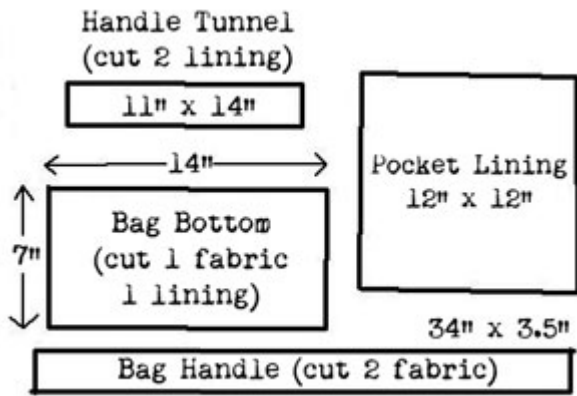 Handle Tunnel
(cut 2 lining)
11" x 14"
14"
Pocket Lining
12" x 12"
7"
Bag Bottom
(cut 1 fabric
1 lining)
34" x 3.5"
Bag Handle (cut 2 fabric)